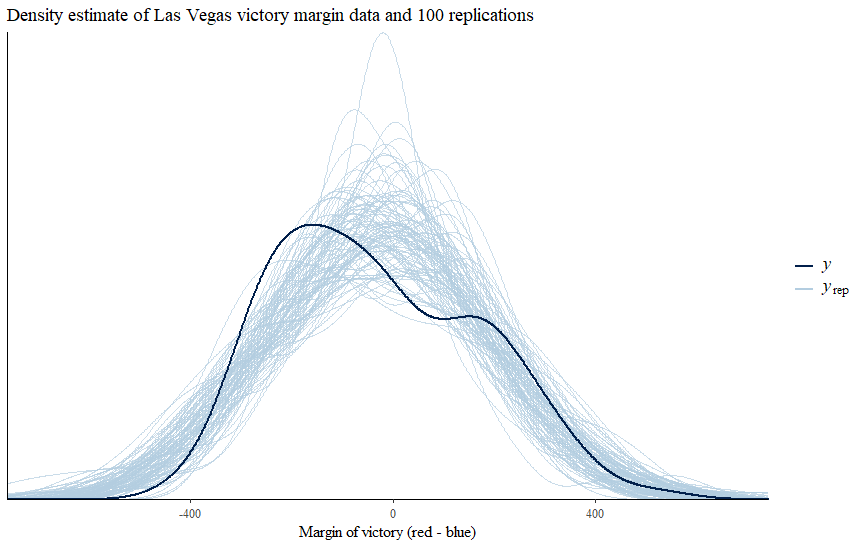 Density estimate of Las Vegas victory margin data and 100 replications
y
y rep
-400
0
400
Margin of victory (red - blue)